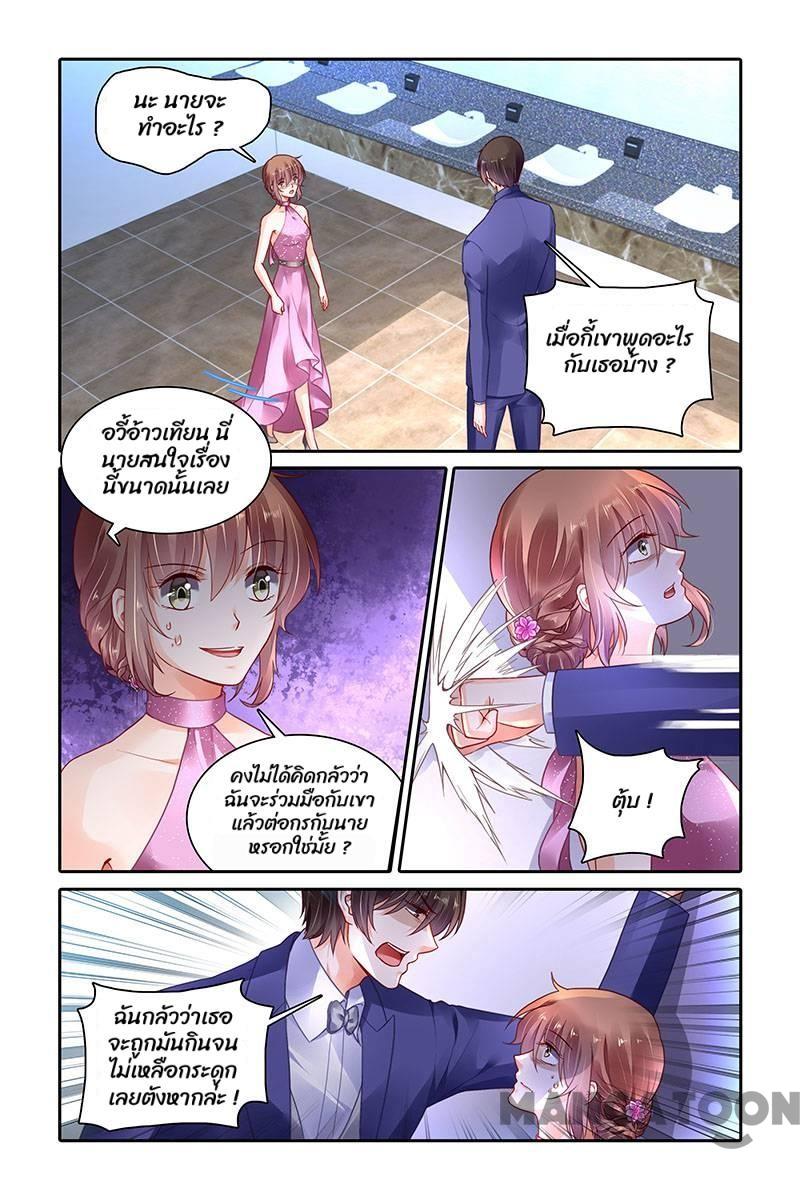 นะ นายจะ
ทำอะไร ?
เมื่อกี้เขาพูดอะไร
กับเธอบ้าง ?
อวี้อ้าวเทียน นี่
นายสนใจเรื่อง
นี้ขนาดนั้นเลย
คงไม่ได้คิดกลัวว่า
ฉันจะร่วมมือกับเขา
แล้วต่อกรกับนาย
หรอกใช่มั้ย ?
ตุ้บ !
ฉันกลัวว่าเธอ
จะถูกมันกินจน
ไม่เหลือกระดูก
เลยตังหากล่ะ !
MANGATOON